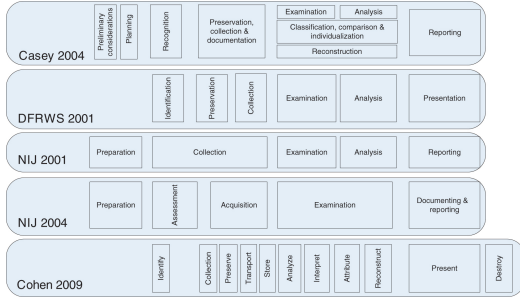 Preliminary
considerations
Planning
Recognition
Preservation,
collection &
documentation
Examination
Analysis
Classification, comparison &
individualization
Reconstruction
Reporting
Casey 2004
Identification
Preservation
Collection
Examination
Analysis
Presentation
DFRWS 2001
Preparation
Collection
Examination
Analysis
Reporting
NIJ 2001
Preparation
Assessment
Acquisition
Examination
Documenting &
reporting
NIJ 2004
Identify
Collection
Preserve
Transport
Store
Analyze
Interpret
Attribute
Reconstruct
Present
Destroy
Cohen 2009